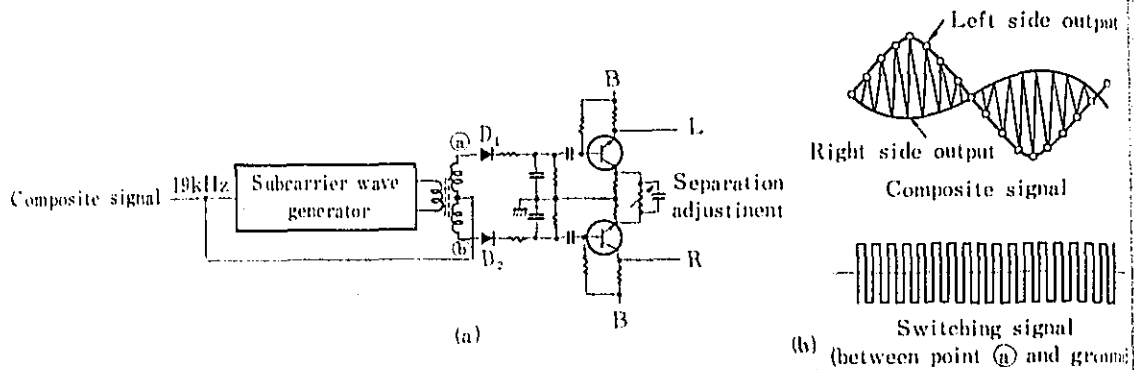 Composite signal
19kHz
Subcarrier wave
generator
ⓐ
D₁
ⓑ
D₂
B
L
Separation
adjustinent
R
B
(a)
Left side output
Right side output
Composite signal
Switching signal
(b)
(between point ⓐ and ground